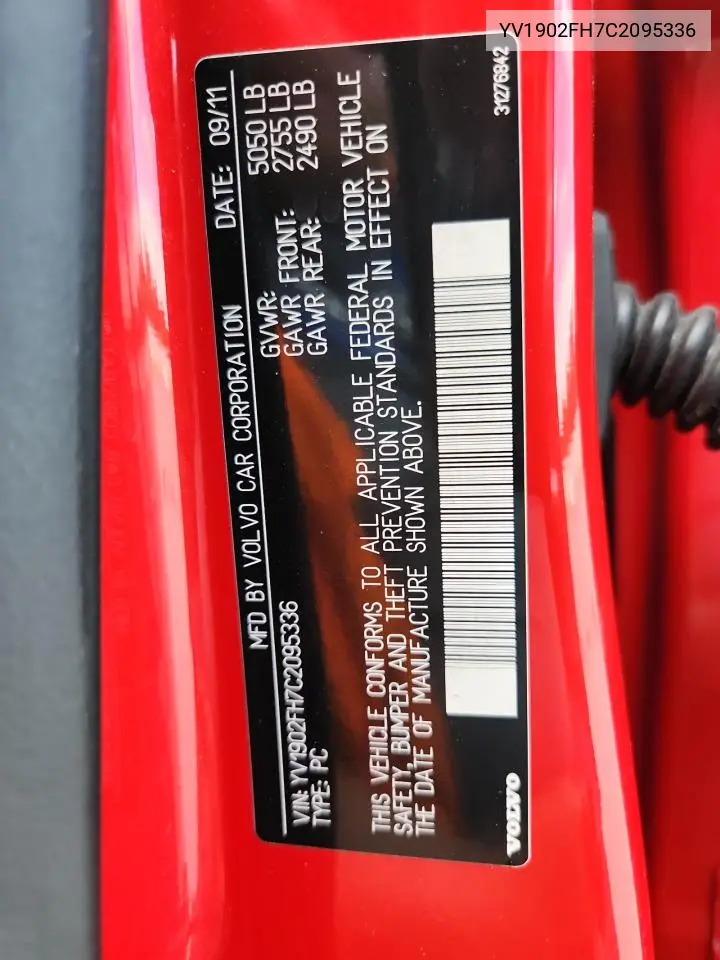 YV1902FH7C2095336
MFD BY VOLVO CAR CORPORATION DATE: 09/11
VIN: YV1902FH7C2095336 GVWR: 5050 LB
TYPE: PC GAWR FRONT: 2755 LB
GAWR REAR: 2490 LB
THIS VEHICLE CONFORMS TO ALL APPLICABLE FEDERAL MOTOR VEHICLE
SAFETY, BUMPER AND THEFT PREVENTION STANDARDS IN EFFECT ON
THE DATE OF MANUFACTURE SHOWN ABOVE.
VOLVO 31276842